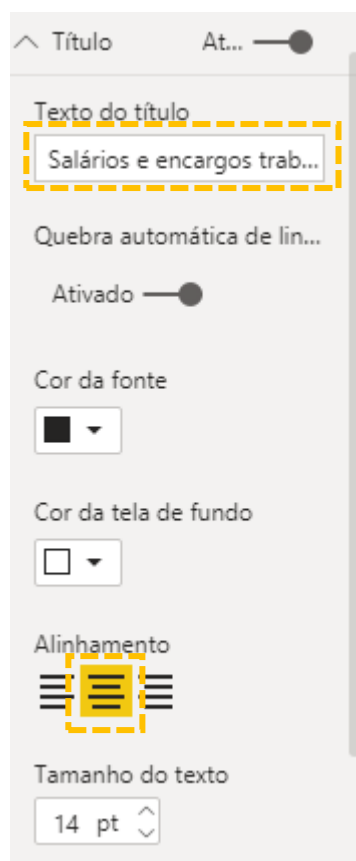 Título At...
Texto do título
Salários e encargos trab...
Quebra automática de lin...
Ativado
Cor da fonte
Cor da tela de fundo
Alinhamento
Tamanho do texto
14 pt